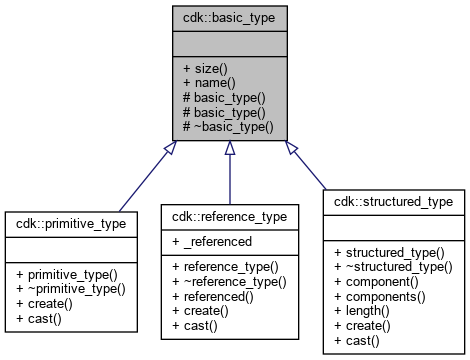 cdk::basic_type
+ size()
+ name()
# basic_type()
# basic_type()
# ~basic_type()
cdk::primitive_type
+ primitive_type()
+ ~primitive_type()
+ create()
+ cast()
cdk::reference_type
+ _referenced
+ reference_type()
+ ~reference_type()
+ referenced()
+ create()
+ cast()
cdk::structured_type
+ structured_type()
+ ~structured_type()
+ component()
+ components()
+ length()
+ create()
+ cast()